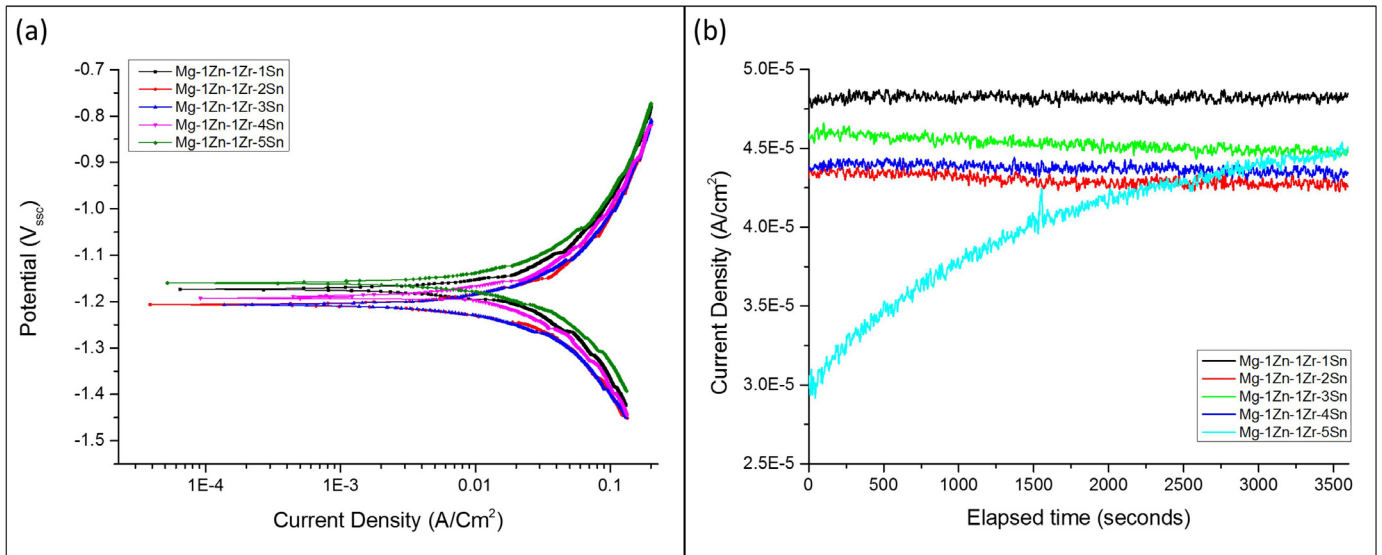 (a)
Mg-1Zn-1Zr-1Sn
Mg-1Zn-1Zr-2Sn
Mg-1Zn-1Zr-3Sn
Mg-1Zn-1Zr-4Sn
Mg-1Zn-1Zr-5Sn
Potential (V_ssc)
-0.7
-0.8
-0.9
-1.0
-1.1
-1.2
-1.3
-1.4
-1.5
1E-4
1E-3
0.01
0.1
Current Density (A/Cm²)
(b)
Current Density (A/cm²)
5.0E-5
4.5E-5
4.0E-5
3.5E-5
3.0E-5
2.5E-5
Mg-1Zn-1Zr-1Sn
Mg-1Zn-1Zr-2Sn
Mg-1Zn-1Zr-3Sn
Mg-1Zn-1Zr-4Sn
Mg-1Zn-1Zr-5Sn
0
500
1000
1500
2000
2500
3000
3500
Elapsed time (seconds)